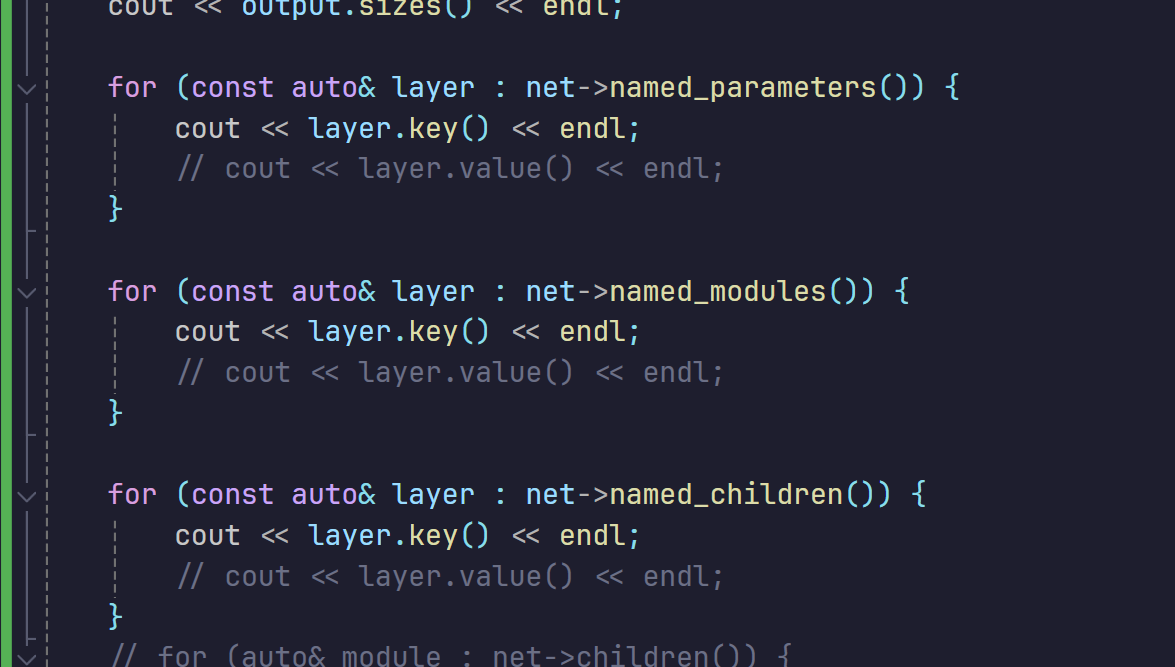 cout << output.sizes() << endl;
for (const auto& layer : net->named_parameters()) {
cout << layer.key() << endl;
// cout << layer.value() << endl;
}
for (const auto& layer : net->named_modules()) {
cout << layer.key() << endl;
// cout << layer.value() << endl;
}
for (const auto& layer : net->named_children()) {
cout << layer.key() << endl;
// cout << layer.value() << endl;
}
// for (auto& module : net->children()) {